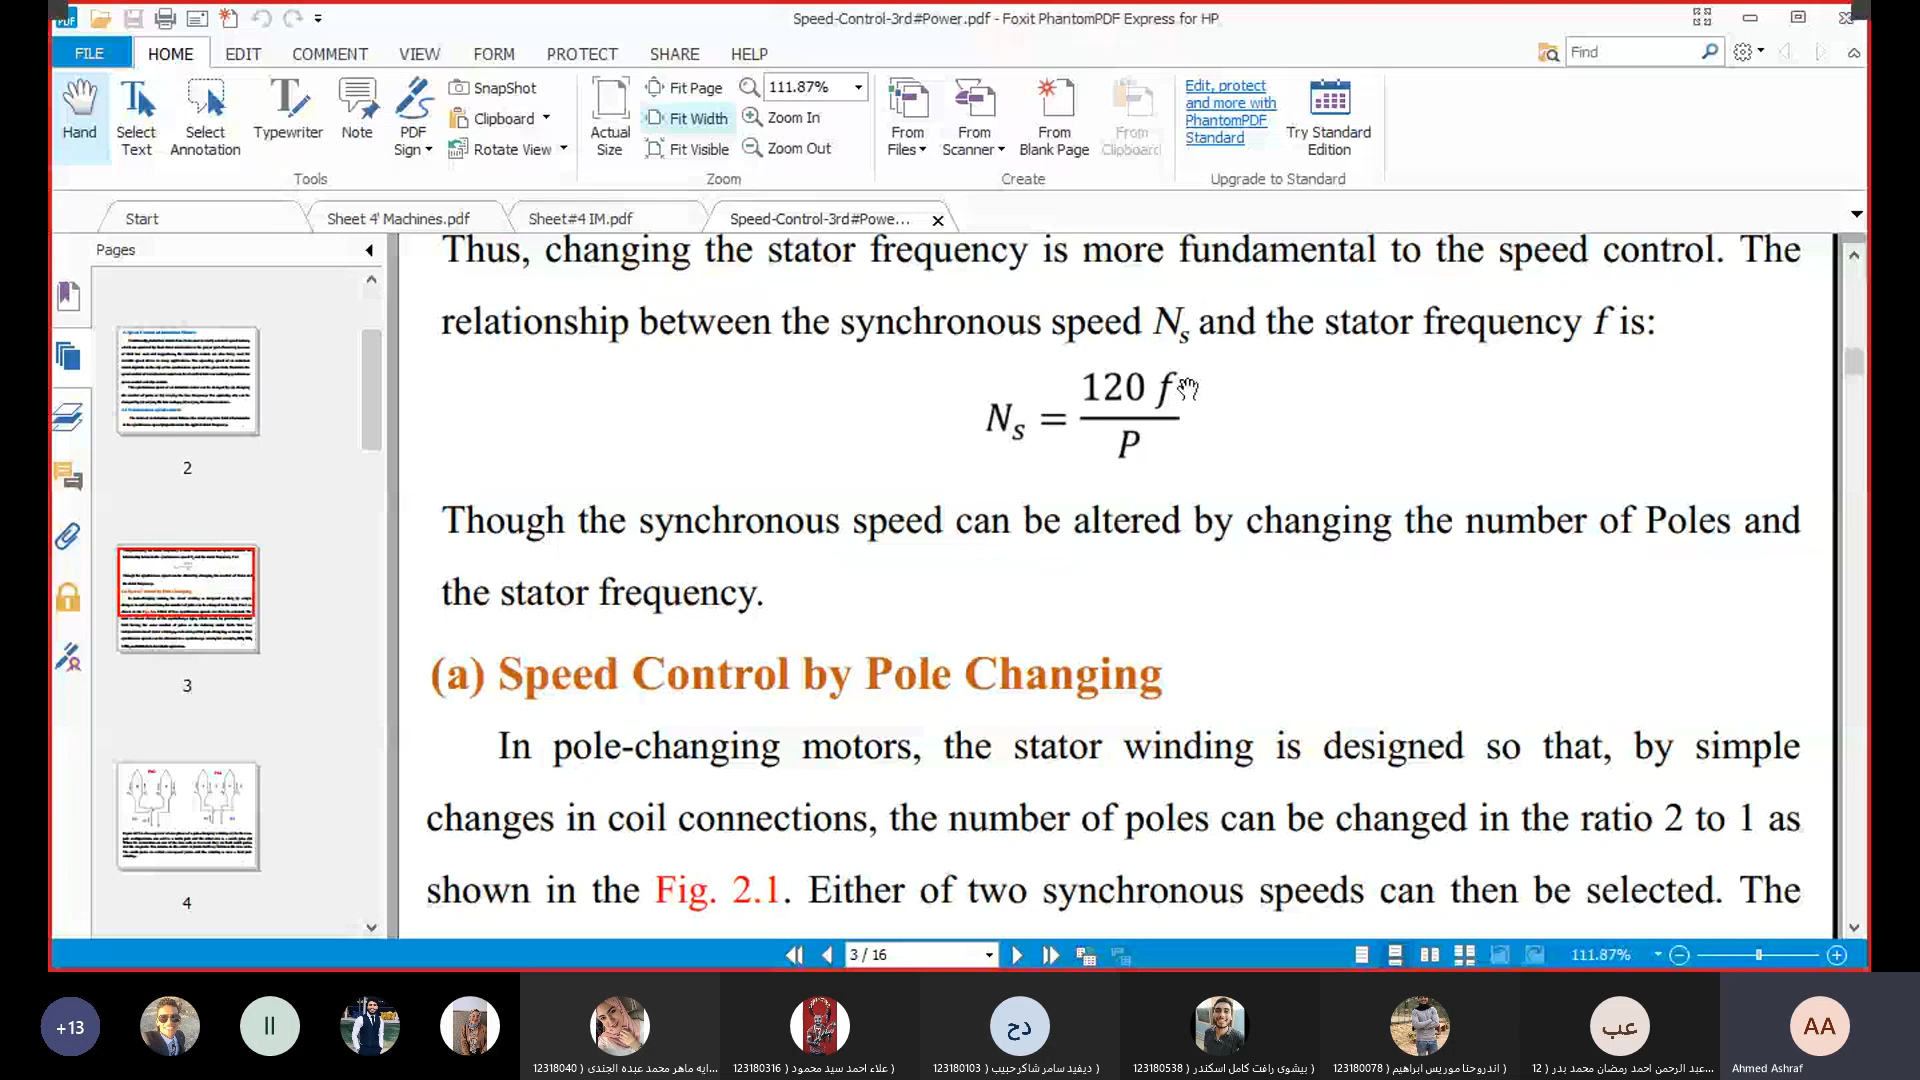 Speed-Control-3rd#Power.pdf - Foxit PhantomPDF Express for HP
FILE HOME EDIT COMMENT VIEW FORM PROTECT SHARE HELP Find
Hand Select Text Select Annotation Typewriter Note PDF Sign SnapShot Clipboard Rotate View
Actual Size Fit Page Fit Width Fit Visible 111.87% Zoom In Zoom Out
From Files From Scanner From Blank Page From Clipboard
Edit, protect and more with PhantomPDF Standard Try Standard Edition
Tools Zoom Create Upgrade to Standard
Start Sheet 4' Machines.pdf Sheet#4 IM.pdf Speed-Control-3rd#Powe...
Pages
2
3
4
Thus, changing the stator frequency is more fundamental to the speed control. The
relationship between the synchronous speed Ns and the stator frequency f is:
Ns = 120 f / P
Though the synchronous speed can be altered by changing the number of Poles and
the stator frequency.
(a) Speed Control by Pole Changing
In pole-changing motors, the stator winding is designed so that, by simple
changes in coil connections, the number of poles can be changed in the ratio 2 to 1 as
shown in the Fig. 2.1. Either of two synchronous speeds can then be selected. The
3 / 16 111.87%
+13 II دح عب AA
ايه ماهر محمد عبده الجندى ( 12318040...
علاء احمد سيد محمود ( 123180316 )
ديفيد سامر شاكر حبيب ( 123180103 )
بيشوى رافت كامل اسكندر ( 123180538 )
اندروحنا موريس ابراهيم ( 123180078 )
عبد الرحمن احمد رمضان محمد بدر ( 12...
Ahmed Ashraf